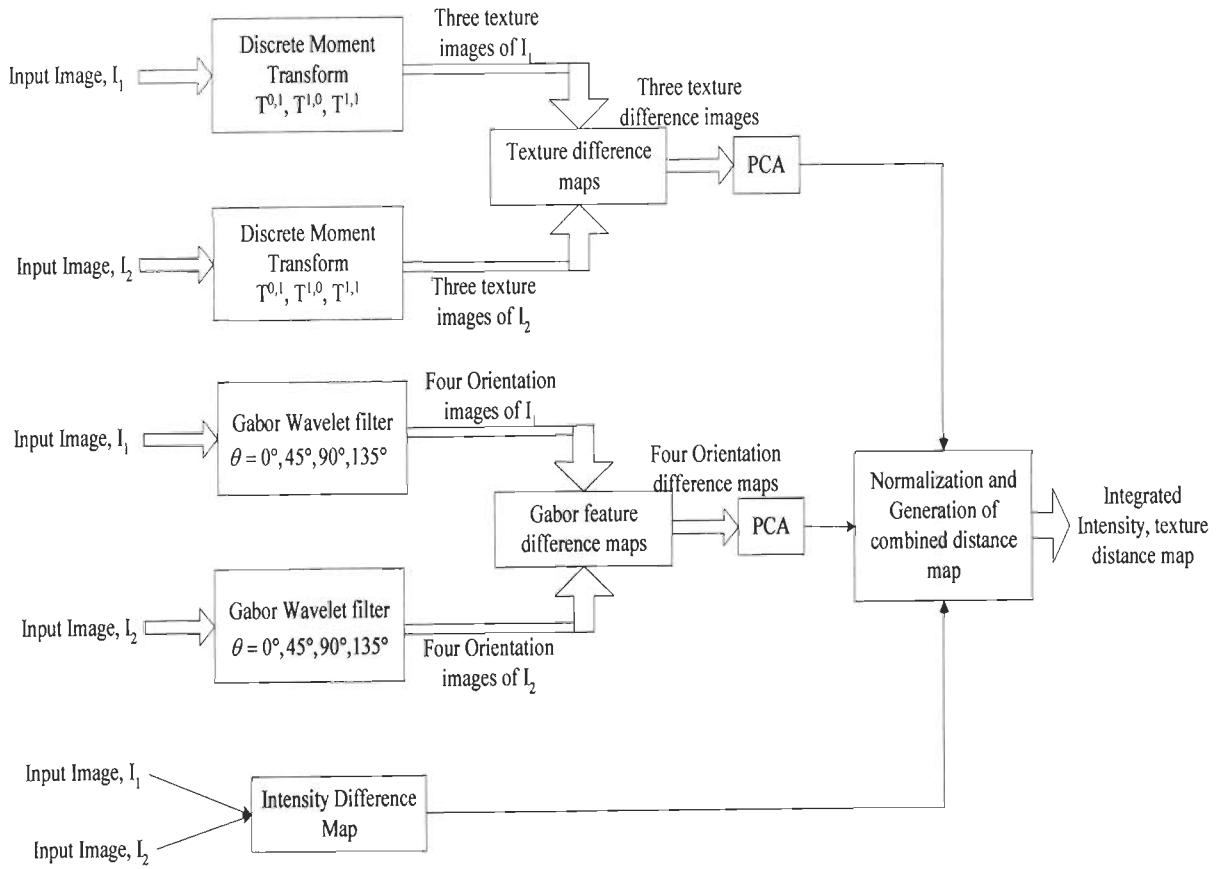 Three texture
images of I1
Input Image, I1
Discrete Moment
Transform
T0,1, T1,0, T1,1
Three texture
difference images
Texture difference
maps
PCA
Input Image, I2
Discrete Moment
Transform
T0,1, T1,0, T1,1
Three texture
images of I2
Four Orientation
images of I1
Input Image, I1
Gabor Wavelet filter
θ = 0°, 45°, 90°, 135°
Four Orientation
difference maps
Gabor feature
difference maps
PCA
Normalization and
Generation of
combined distance
map
Integrated
Intensity, texture
distance map
Input Image, I2
Gabor Wavelet filter
θ = 0°, 45°, 90°, 135°
Four Orientation
images of I2
Input Image, I1
Intensity Difference
Map
Input Image, I2